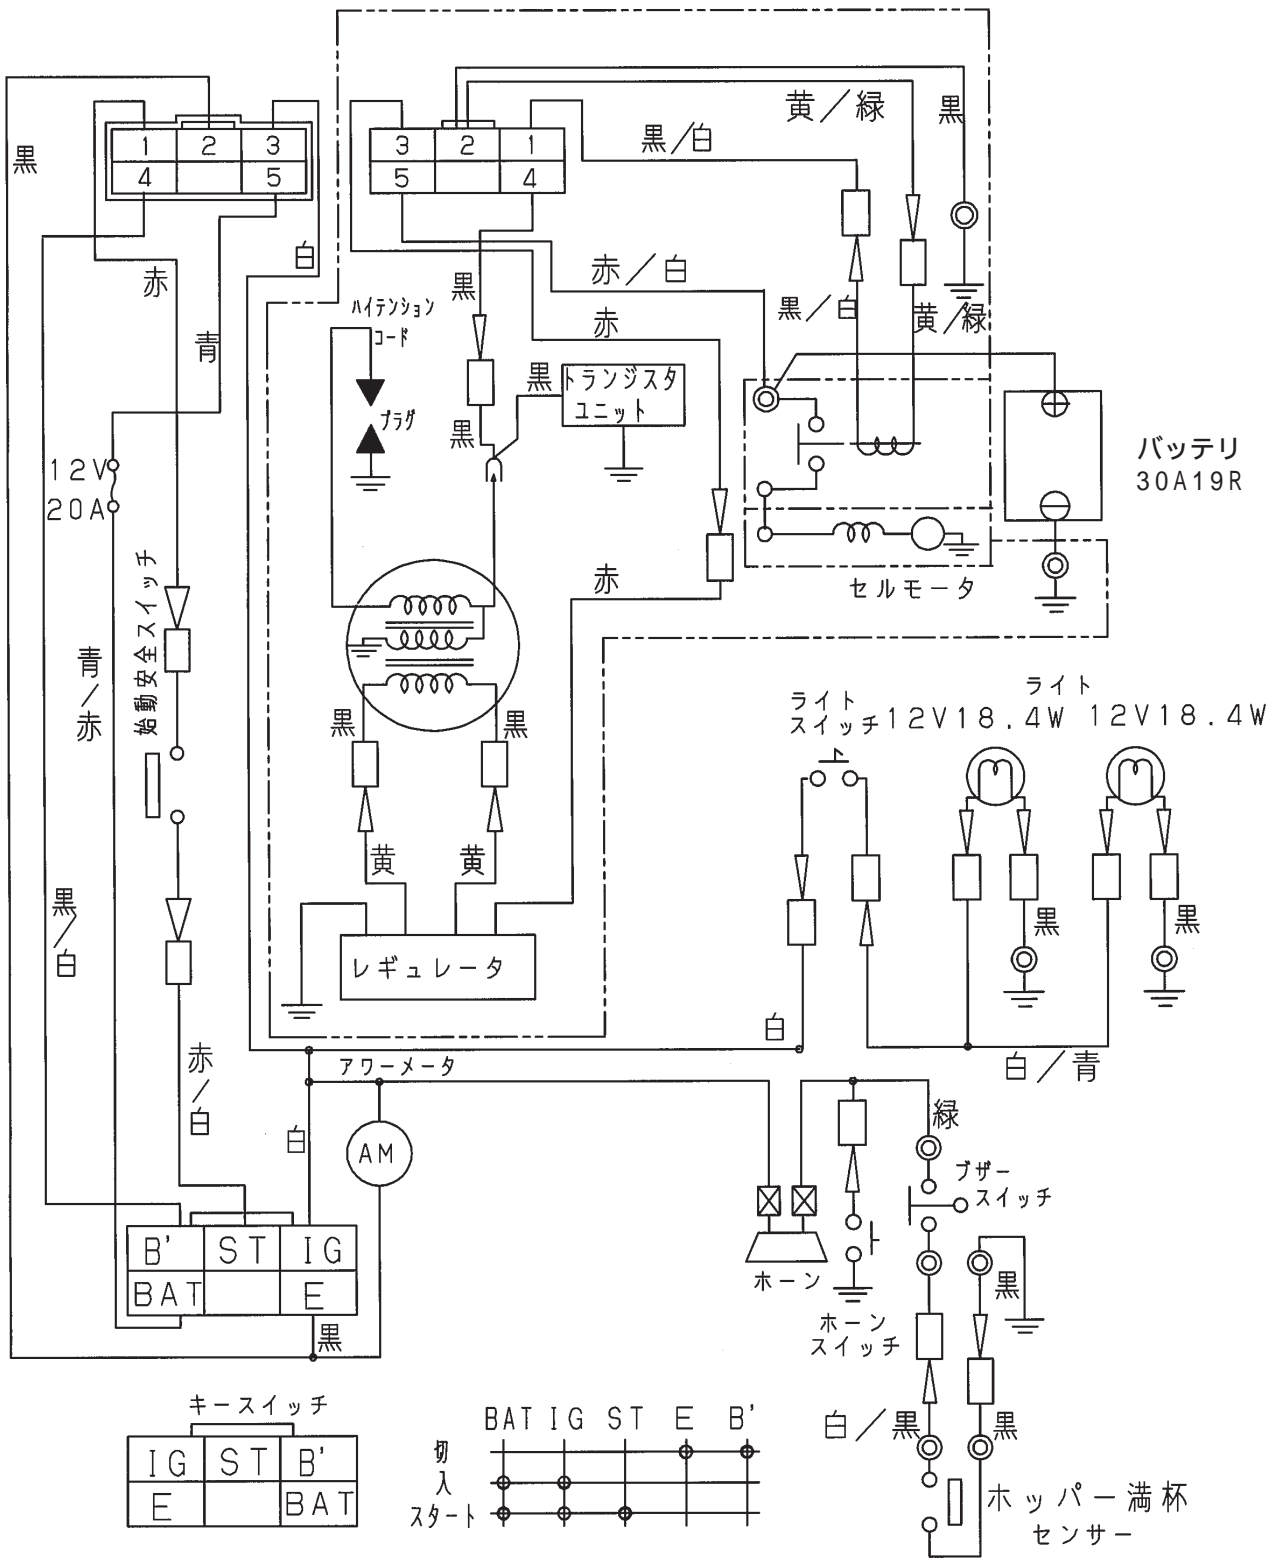 黒
1 2 3
4 5
3 2 1
5 4
黄／緑
黒
黒／白
白
赤
赤／白
黒
ハイテンション
コード
赤
黒／白
黄／緑
青
黒
トランジスタ
ユニット
プラグ
黒
12V
20A
バッテリ
30A19R
セルモータ
始動安全スイッチ
赤
青／赤
黒
黒
ライト
スイッチ
ライト
12V18.4W
12V18.4W
黄
黄
黒／白
黒
黒
レギュレータ
白
白／青
アワーメータ
赤／白
白
AM
緑
ブザー
スイッチ
B' ST IG
BAT E
黒
ホーン
ホーン
スイッチ
黒
キースイッチ
IG ST B'
E BAT
BAT IG ST E B'
切
入
スタート
白／黒
黒
ホッパー満杯
センサー